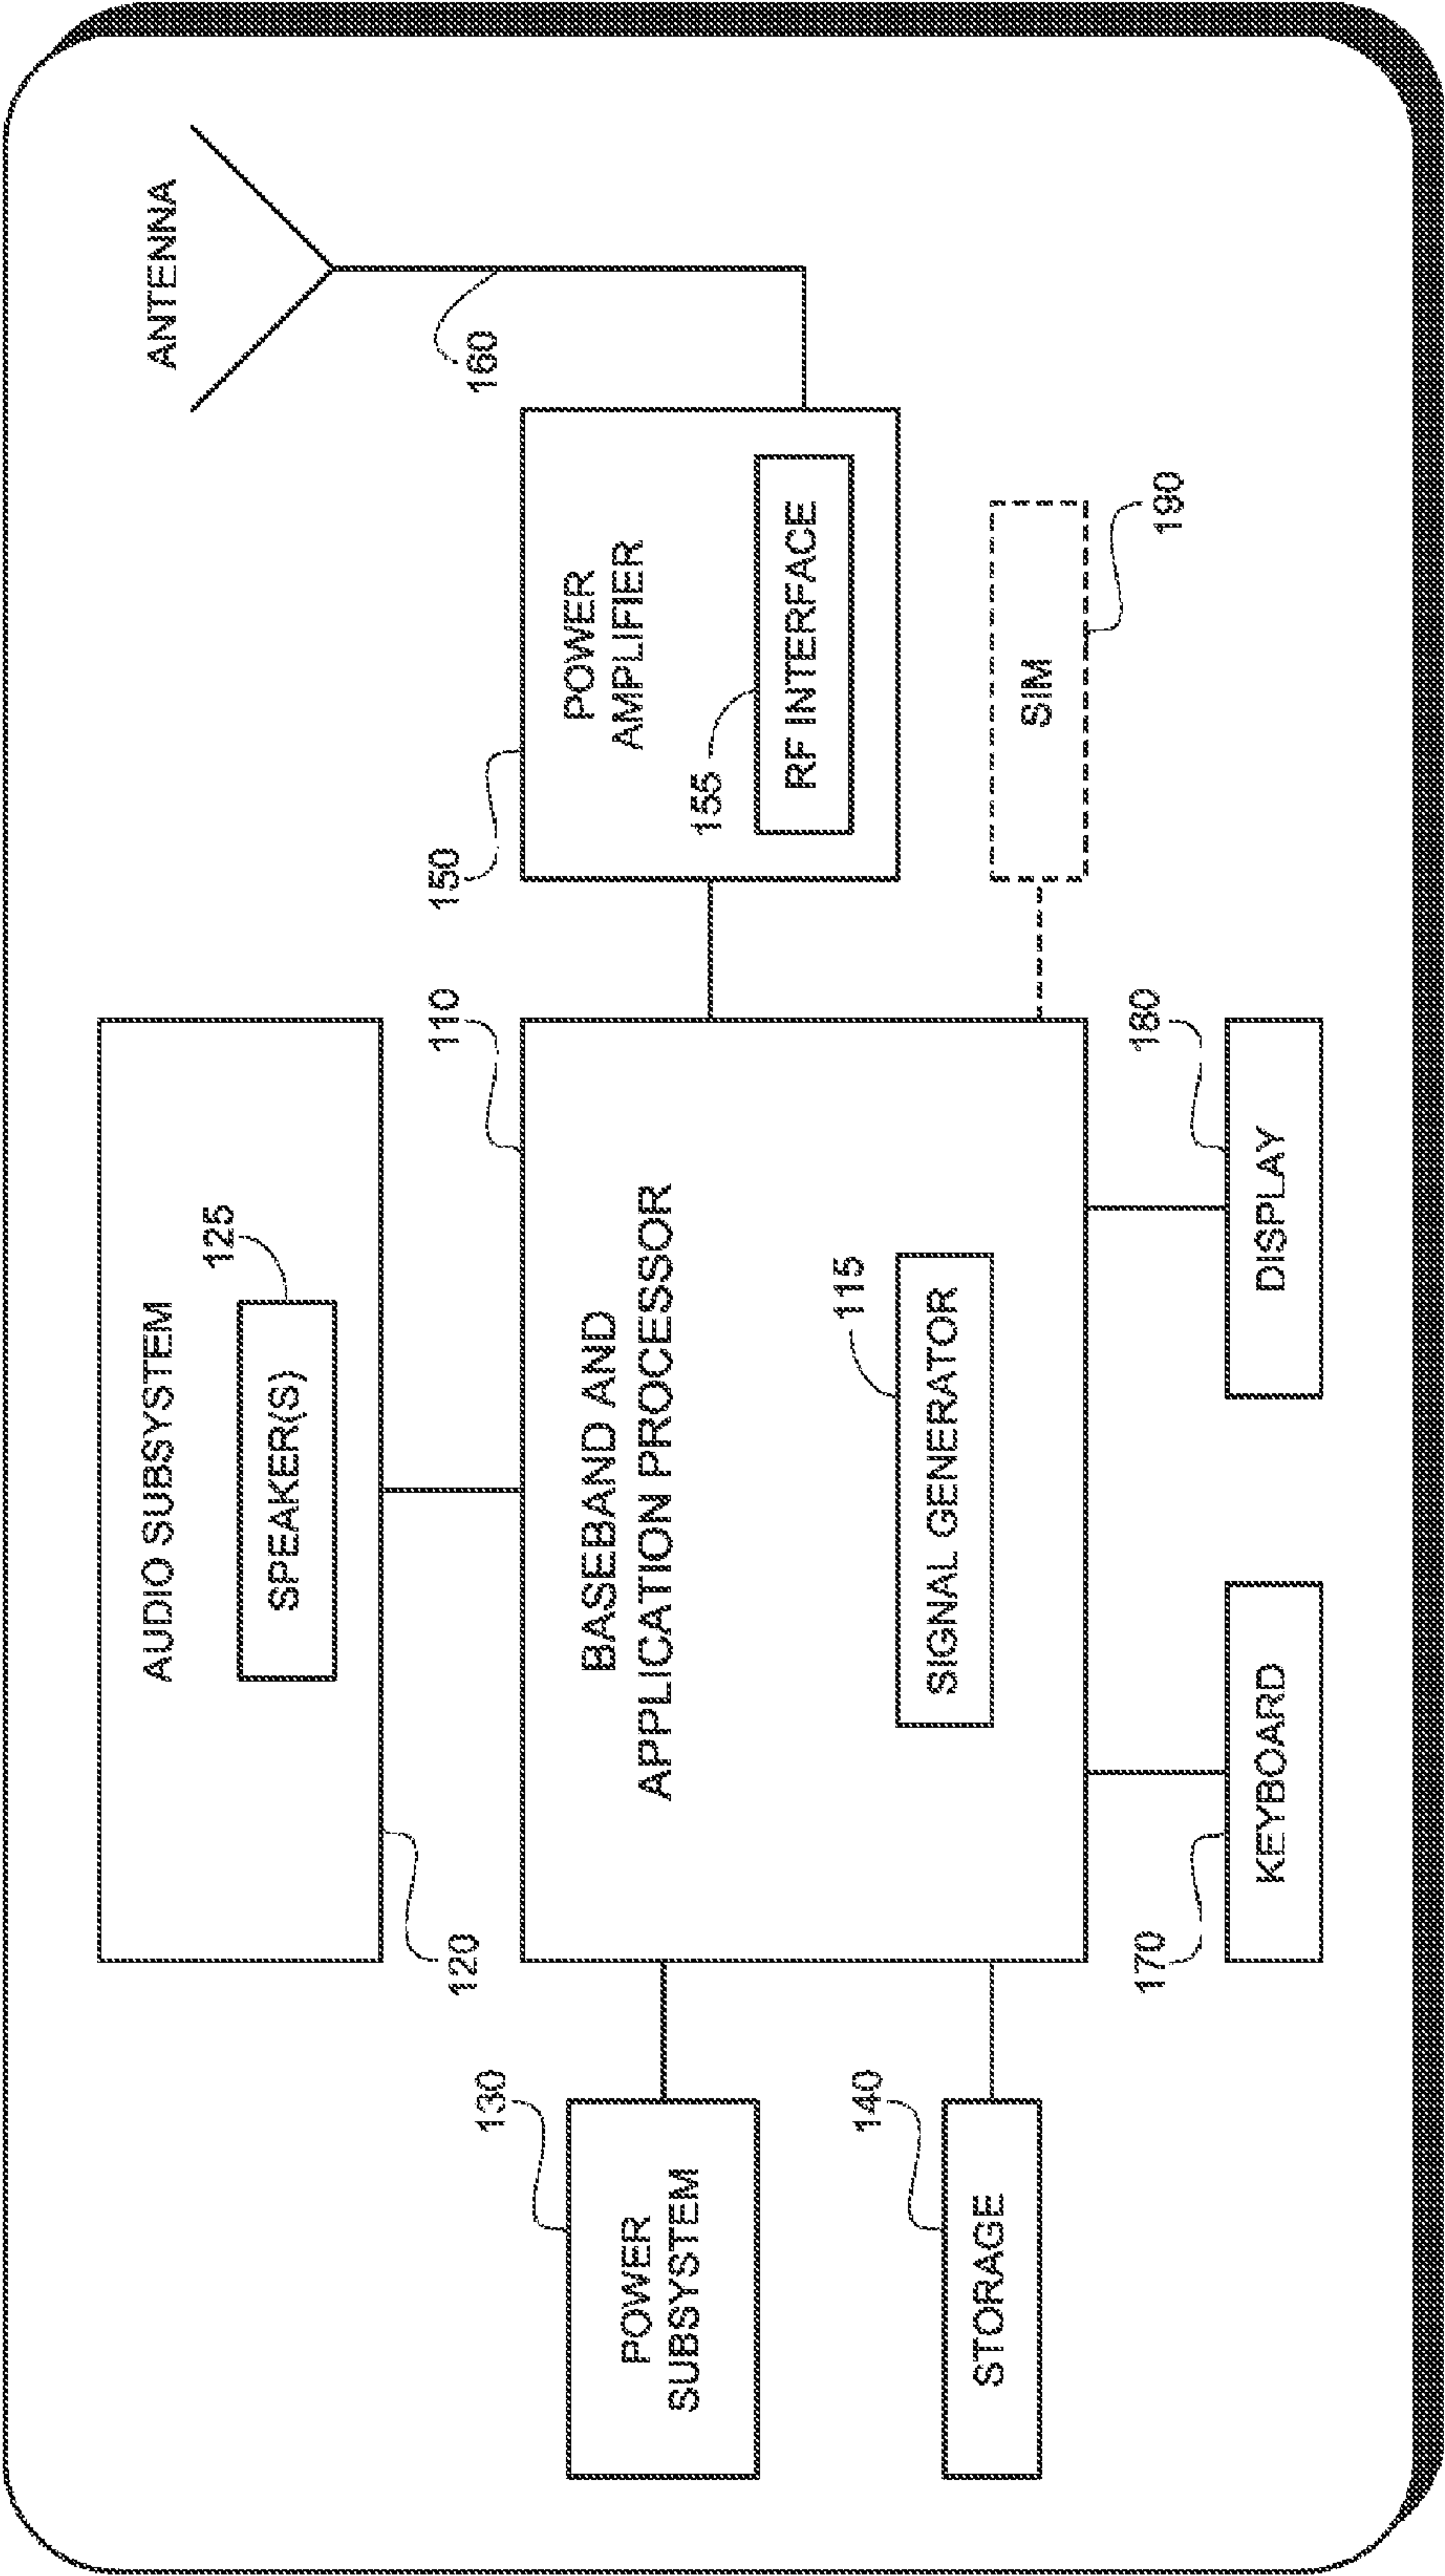 AUDIO SUBSYSTEM
125
SPEAKER(S)
120
ANTENNA
160
130
POWER
SUBSYSTEM
110
BASEBAND AND
APPLICATION PROCESSOR
115
SIGNAL GENERATOR
150
POWER
AMPLIFIER
155
RF INTERFACE
140
STORAGE
SIM
190
170
KEYBOARD
180
DISPLAY